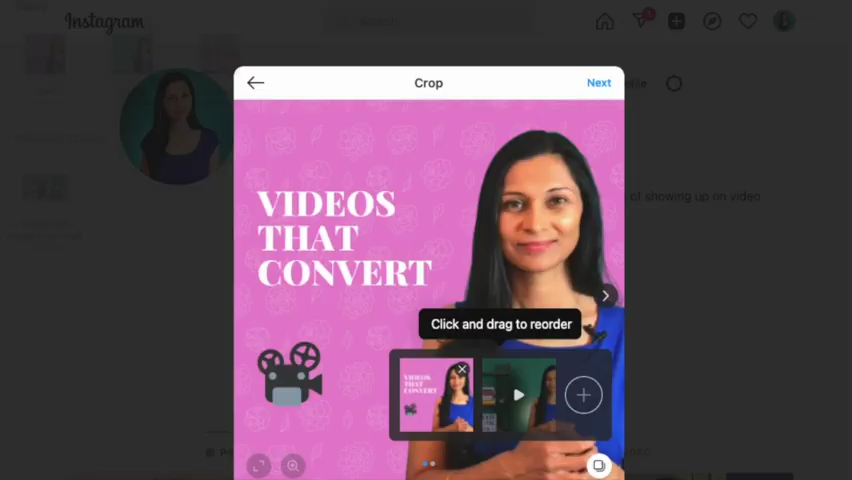 Instagram
Search
Crop
Next
of showing up on video
VIDEOS
THAT
CONVERT
Click and drag to reorder
VIDEOS
THAT
CONVERT